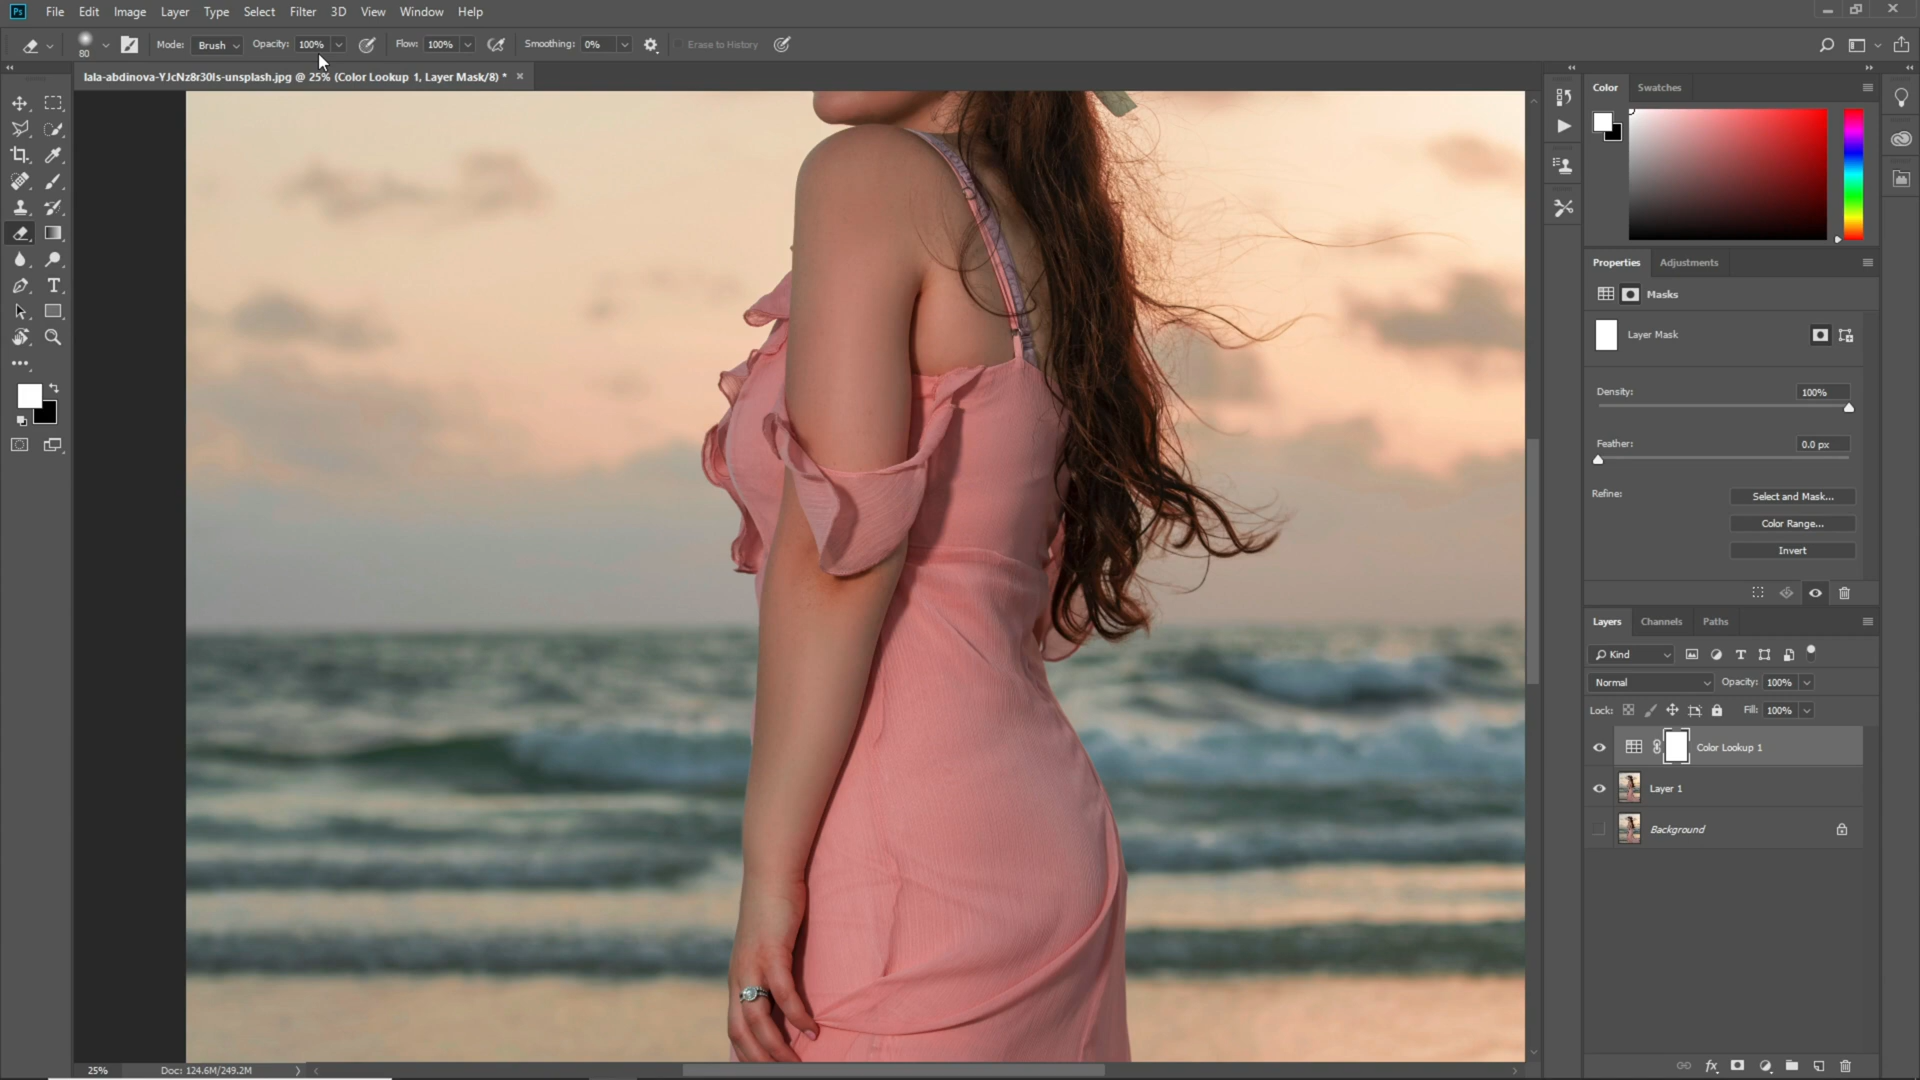 Ps File Edit Image Layer Type Select Filter 3D View Window Help
80 Mode: Brush Opacity: 100% Flow: 100% Smoothing: 0% Erase to History
lala-abdinova-YJcNz8r30ls-unsplash.jpg @ 25% (Color Lookup 1, Layer Mask/8) * ×
Color Swatches
Properties Adjustments
Masks
Layer Mask
Density: 100%
Feather: 0.0 px
Refine: Select and Mask...
Color Range...
Invert
Layers Channels Paths
Kind
Normal Opacity: 100%
Lock: Fill: 100%
Color Lookup 1
Layer 1
Background
25% Doc: 124.6M/249.2M